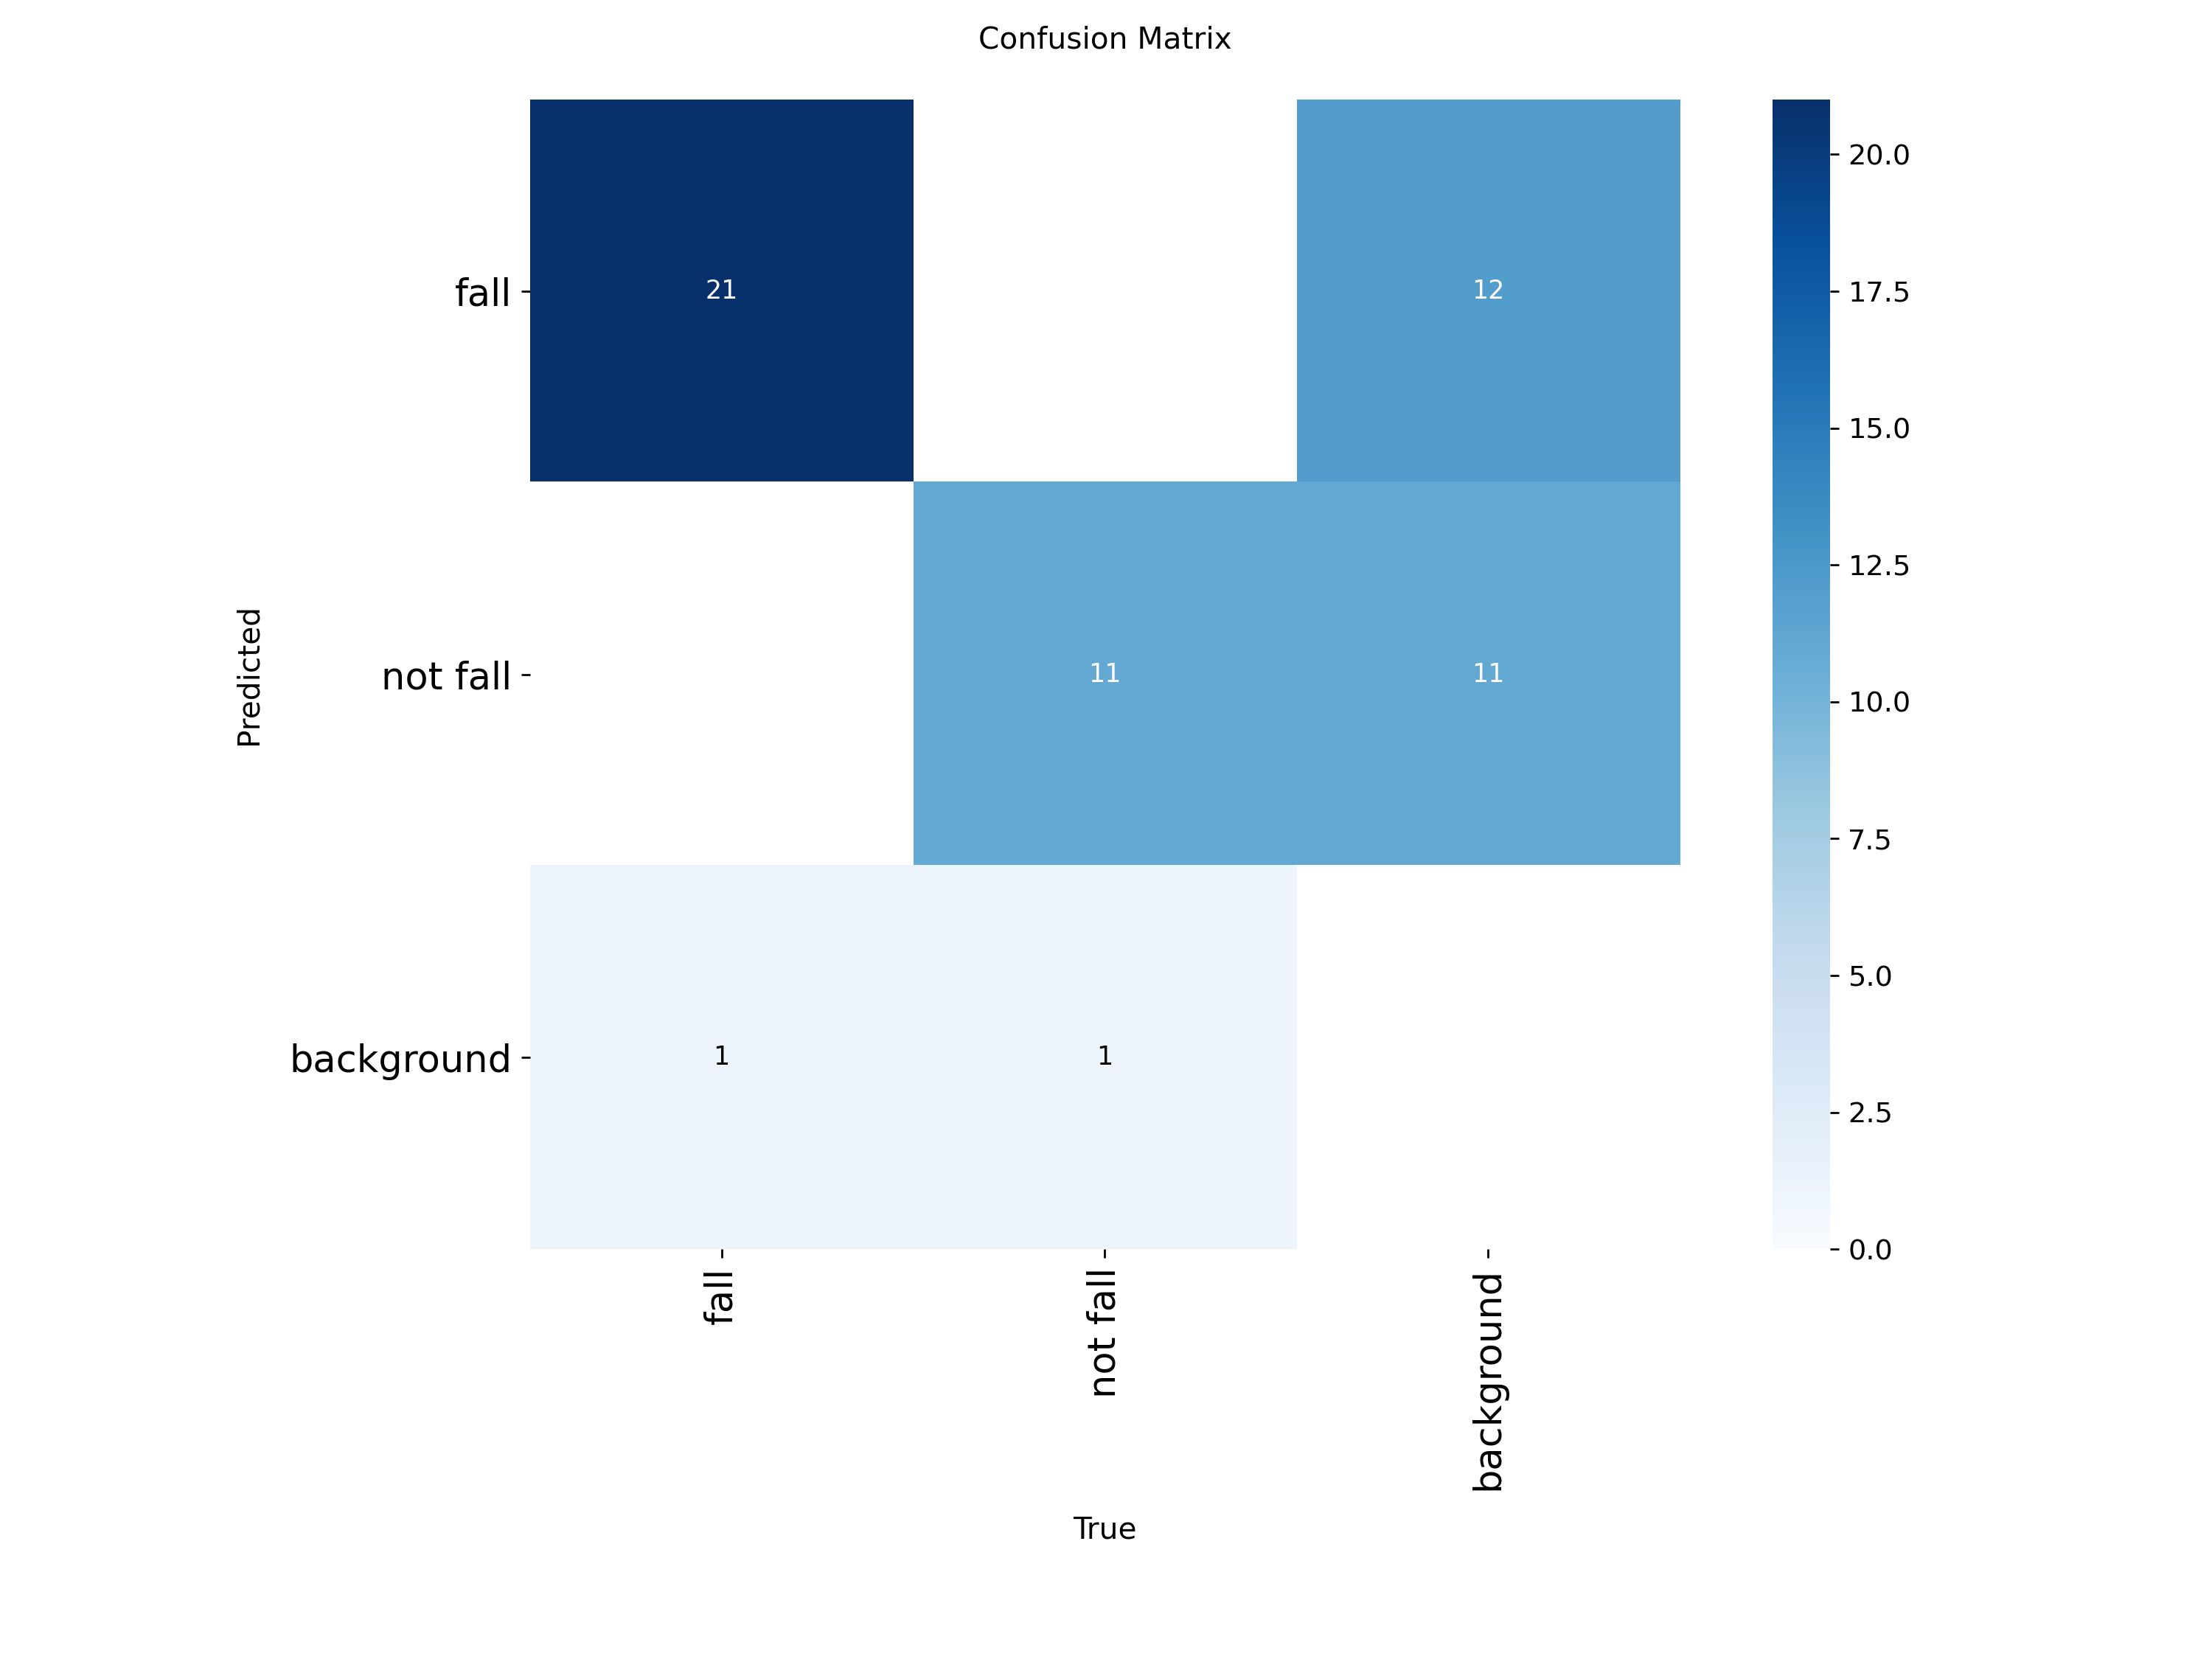 Confusion Matrix
fall
21
12
20.0
17.5
15.0
12.5
10.0
7.5
5.0
2.5
0.0
Predicted
not fall
11
11
background
1
1
fall
not fall
background
True